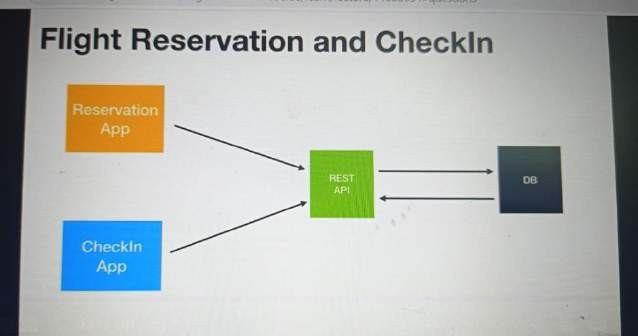 Flight Reservation and CheckIn
Reservation
App
REST
API
DB
CheckIn
App